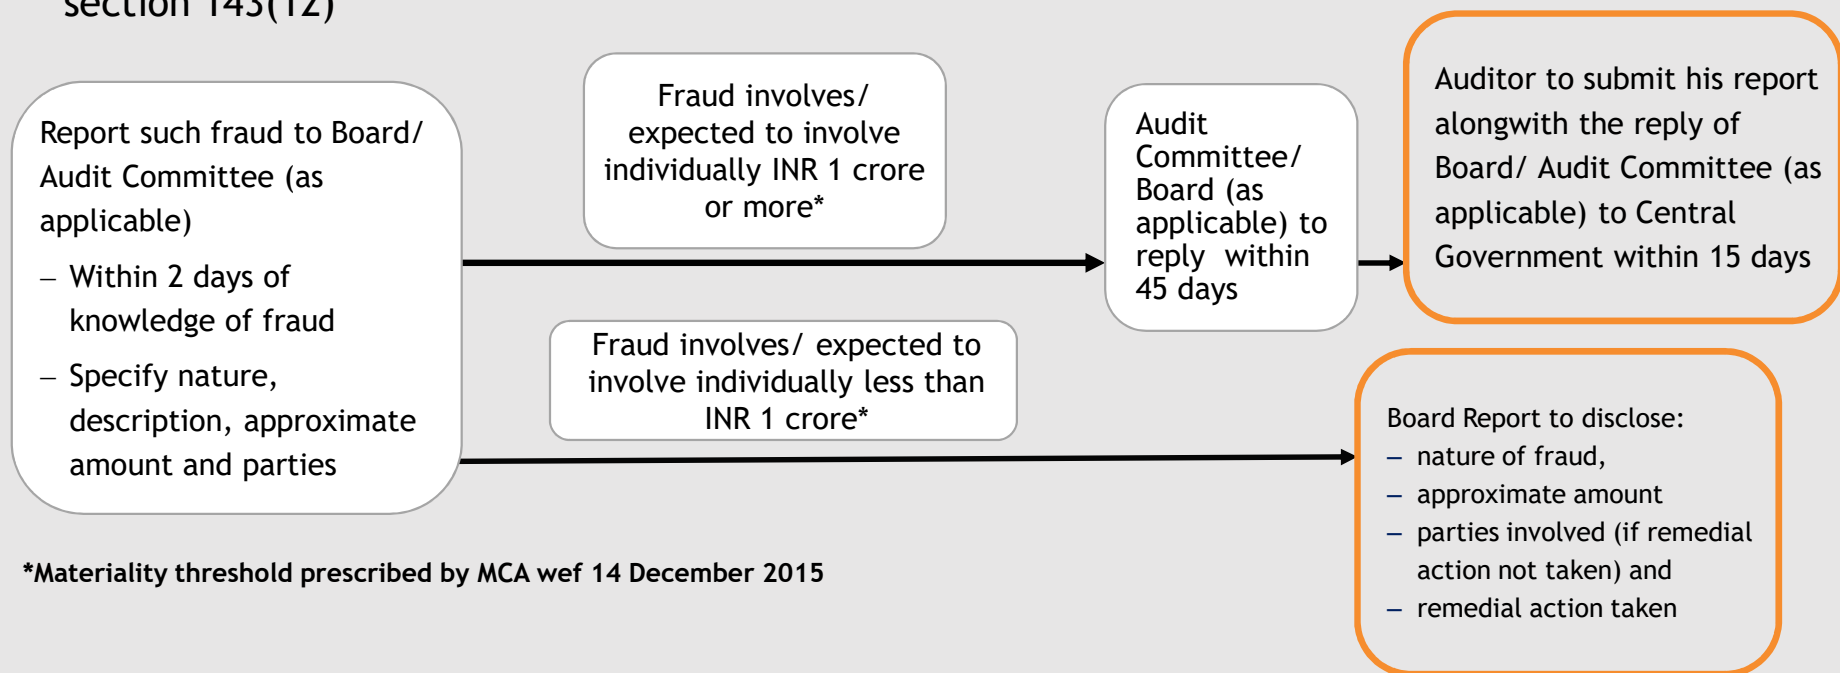 section 143(12)
Report such fraud to Board/
Audit Committee (as
applicable)
– Within 2 days of
knowledge of fraud
– Specify nature,
description, approximate
amount and parties
Fraud involves/
expected to involve
individually INR 1 crore
or more*
Fraud involves/ expected to
involve individually less than
INR 1 crore*
Audit
Committee/
Board (as
applicable) to
reply within
45 days
Auditor to submit his report
alongwith the reply of
Board/ Audit Committee (as
applicable) to Central
Government within 15 days
Board Report to disclose:
– nature of fraud,
– approximate amount
– parties involved (if remedial
action not taken) and
– remedial action taken
*Materiality threshold prescribed by MCA wef 14 December 2015